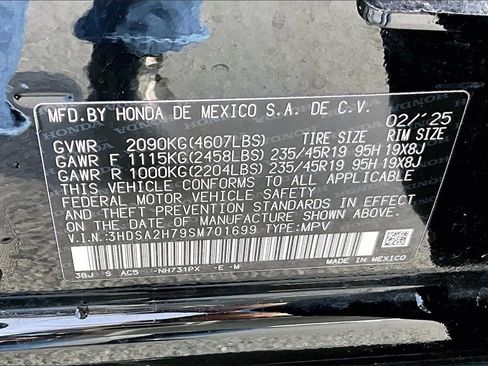 MFD.BY HONDA DE MEXICO S.A. DE C.V. 02/'25
GVWR 2090KG(4607LBS) TIRE SIZE RIM SIZE
GAWR F 1115KG(2458LBS) 235/45R19 95H 19X8J
GAWR R 1000KG(2204LBS) 235/45R19 95H 19X8J
THIS VEHICLE CONFORMS TO ALL APPLICABLE
FEDERAL MOTOR VEHICLE SAFETY STANDARDS IN EFFECT
ON THE DATE OF MANUFACTURE SHOWN ABOVE.
V.I.N.:3HDSA2H79SM701699 TYPE:MPV
3BJ S AC5 -NH731PX -E -M MADE IN MEXICO